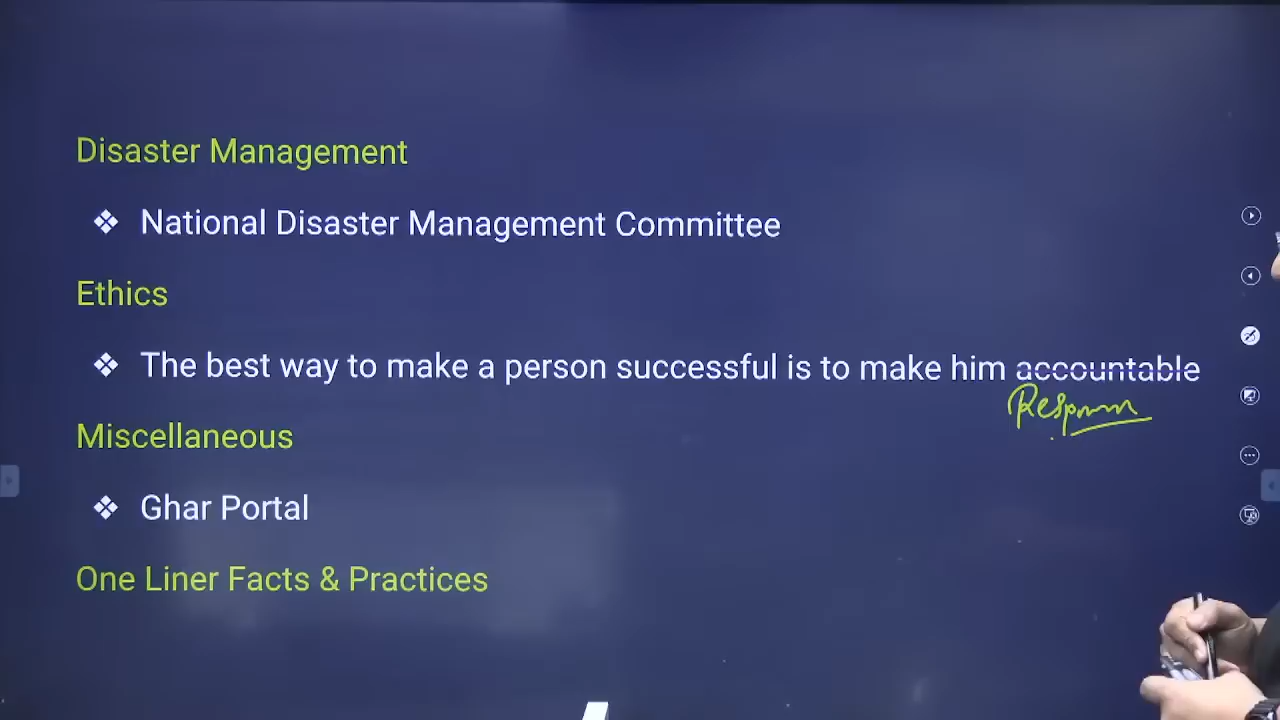 Disaster Management
❖ National Disaster Management Committee
Ethics
❖ The best way to make a person successful is to make him accountable
Miscellaneous
❖ Ghar Portal
One Liner Facts & Practices